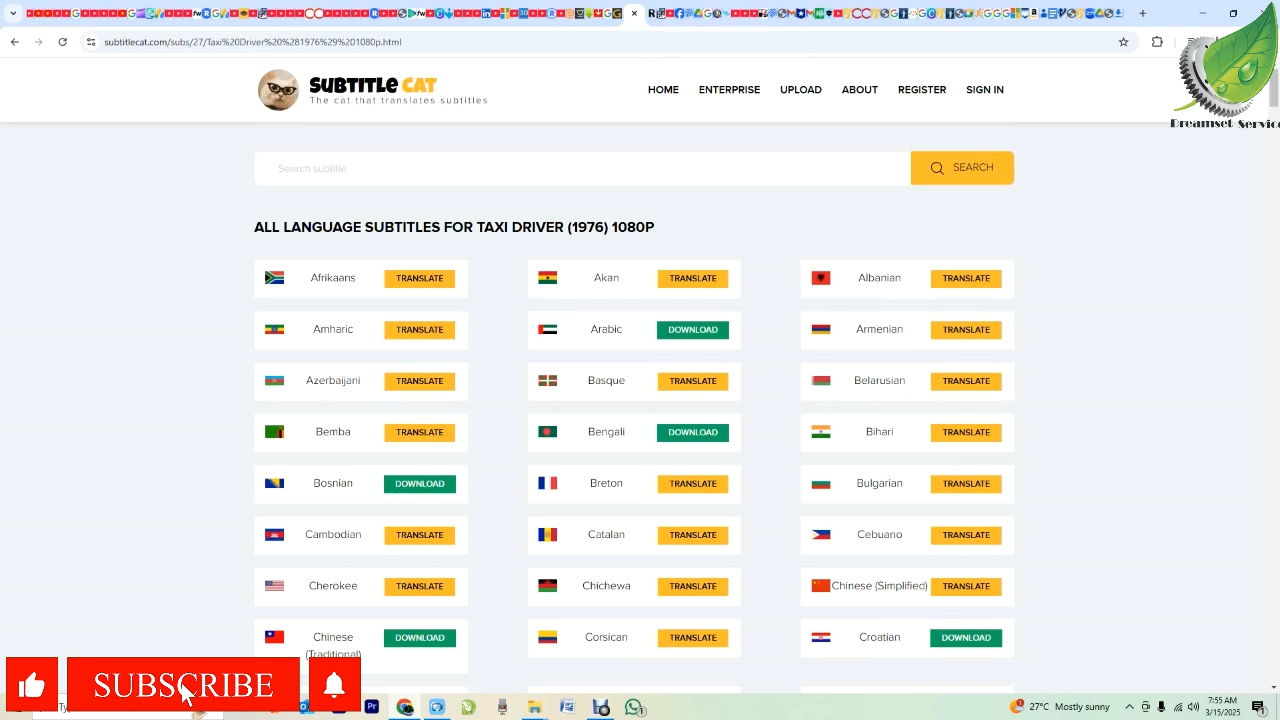 subtitlecat.com/subs/27/Taxi%20Driver%20%281976%29%201080p.html
SUBTITLE CAT
The cat that translates subtitles
HOME ENTERPRISE UPLOAD ABOUT REGISTER SIGN IN
Dreamset Service
Search subtitle
SEARCH
ALL LANGUAGE SUBTITLES FOR TAXI DRIVER (1976) 1080P
Afrikaans TRANSLATE Akan TRANSLATE Albanian TRANSLATE
Amharic TRANSLATE Arabic DOWNLOAD Armenian TRANSLATE
Azerbaijani TRANSLATE Basque TRANSLATE Belarusian TRANSLATE
Bemba TRANSLATE Bengali DOWNLOAD Bihari TRANSLATE
Bosnian DOWNLOAD Breton TRANSLATE Bulgarian TRANSLATE
Cambodian TRANSLATE Catalan TRANSLATE Cebuano TRANSLATE
Cherokee TRANSLATE Chichewa TRANSLATE Chinese (Simplified) TRANSLATE
Chinese DOWNLOAD Corsican TRANSLATE Croatian DOWNLOAD
(Traditional)
SUBSCRIBE
Ty
Pr
27°C Mostly sunny
7:55 AM
3/15/2025